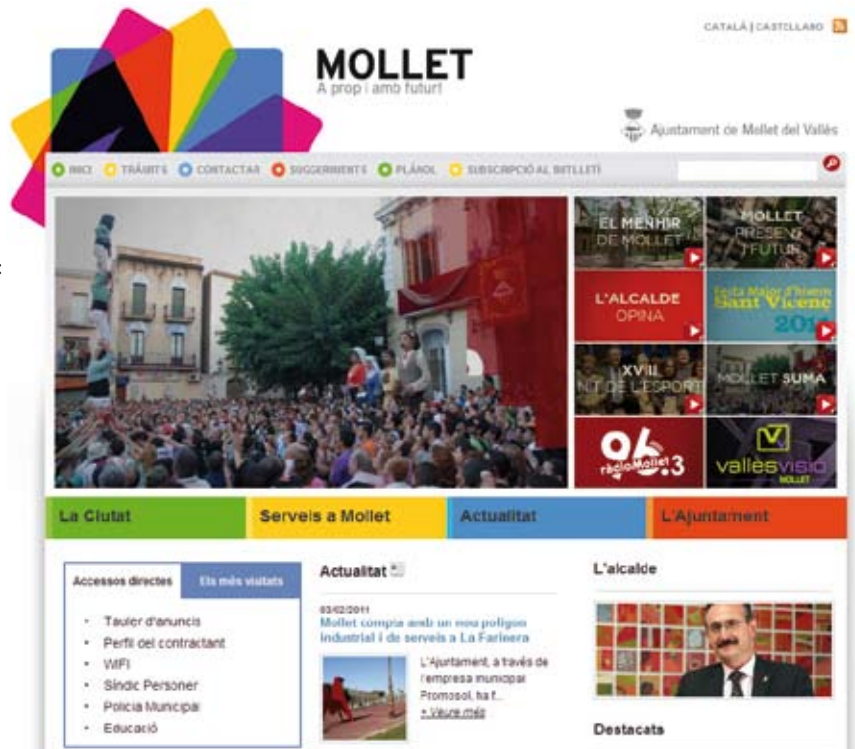 CATALÀ | CASTELLANO
MOLLET
A prop i amb futur!
Ajuntament de Mollet del Vallès
INICI TRÀMITS CONTACTAR SUGGERIMENTS PLÀNOL SUBSCRIPCIÓ AL BUTLLETÍ
EL MENHIR
DE MOLLET
MOLLET
PRESENT
I FUTUR
L'ALCALDE
OPINA
Festa Major d'hivern
Sant Vicenç
2011
XVIII
NIT DE L'ESPORT
MOLLET SUMA
96.3
ràdioMollet
vallèsvisió
MOLLET
La Ciutat
Serveis a Mollet
Actualitat
L'Ajuntament
Accessos directes
Els més visitats
• Tauler d'anuncis
• Perfil del contractant
• WIFI
• Síndic Personer
• Policia Municipal
• Educació
Actualitat
03/02/2011
Mollet compta amb un nou polígon
industrial i de serveis a La Farinera
L'Ajuntament, a través de
l'empresa municipal
Promosol, ha f...
+ Veure més
L'alcalde
Destacats